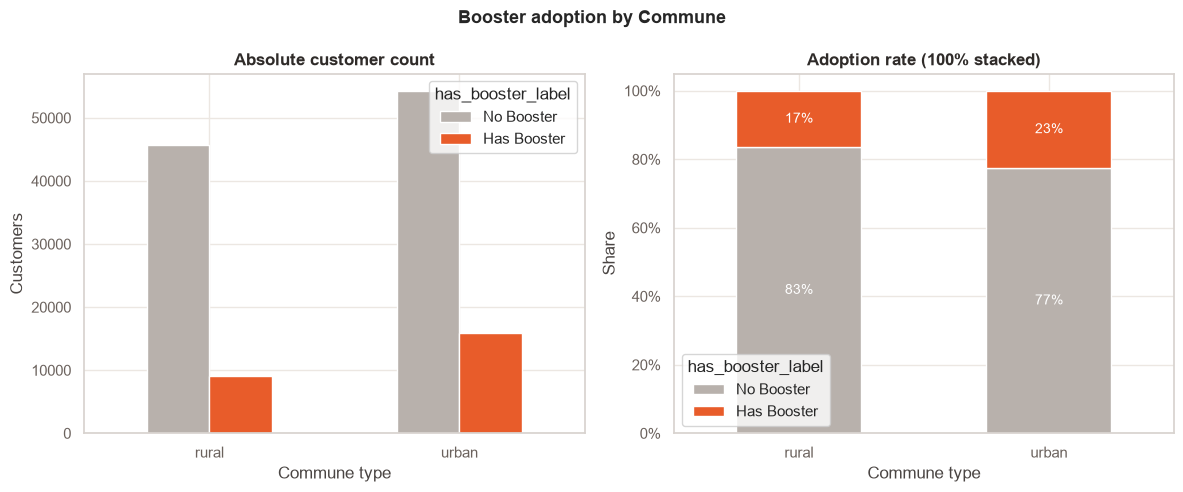 Booster adoption by Commune
Absolute customer count
Customers
50000
40000
30000
20000
10000
0
has_booster_label
No Booster
Has Booster
rural
urban
Commune type
Adoption rate (100% stacked)
Share
100%
80%
60%
40%
20%
0%
17%
23%
83%
77%
has_booster_label
No Booster
Has Booster
rural
urban
Commune type